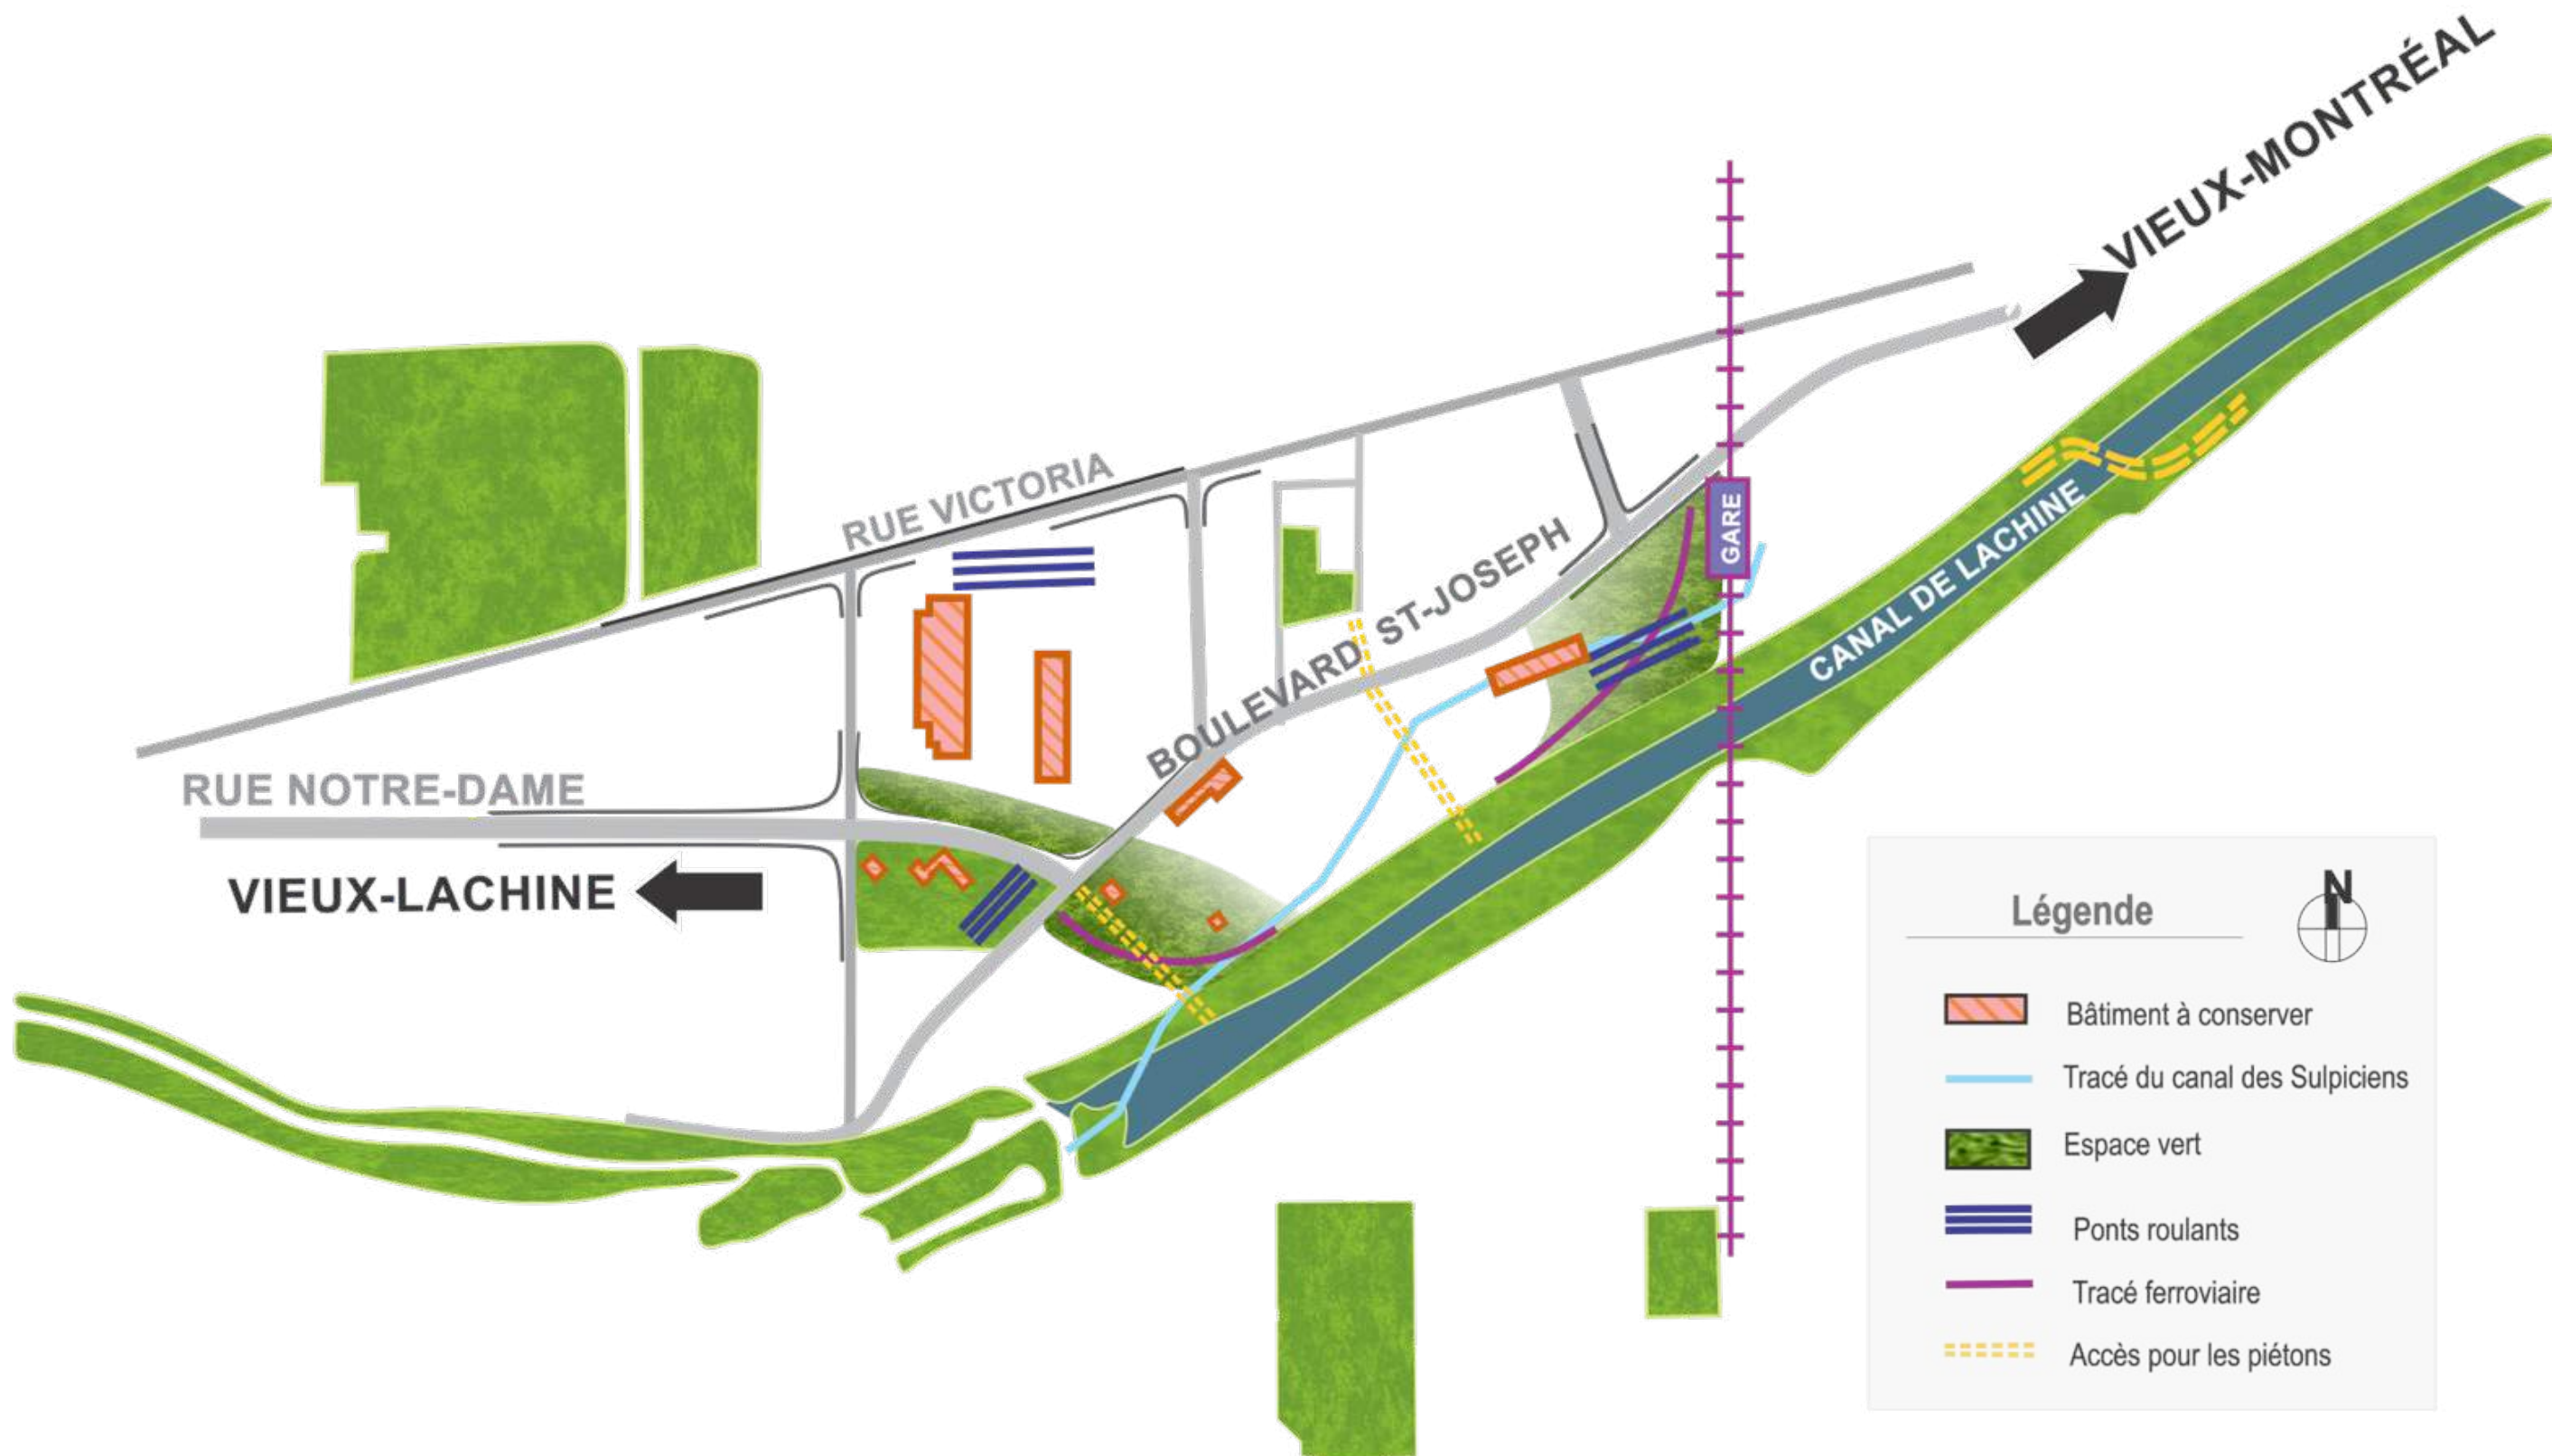 VIEUX-MONTRÉAL
RUE VICTORIA
BOULEVARD ST-JOSEPH
GARE
CANAL DE LACHINE
RUE NOTRE-DAME
VIEUX-LACHINE
Légende
N
Bâtiment à conserver
Tracé du canal des Sulpiciens
Espace vert
Ponts roulants
Tracé ferroviaire
Accès pour les piétons